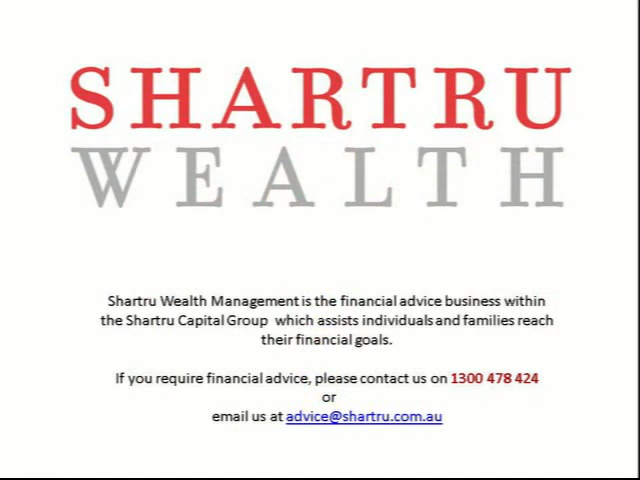 SHARTRU
WEALTH
Shartru Wealth Management is the financial advice business within
the Shartru Capital Group which assists individuals and families reach
their financial goals.
If you require financial advice, please contact us on 1300 478 424
or
email us at advice@shartru.com.au